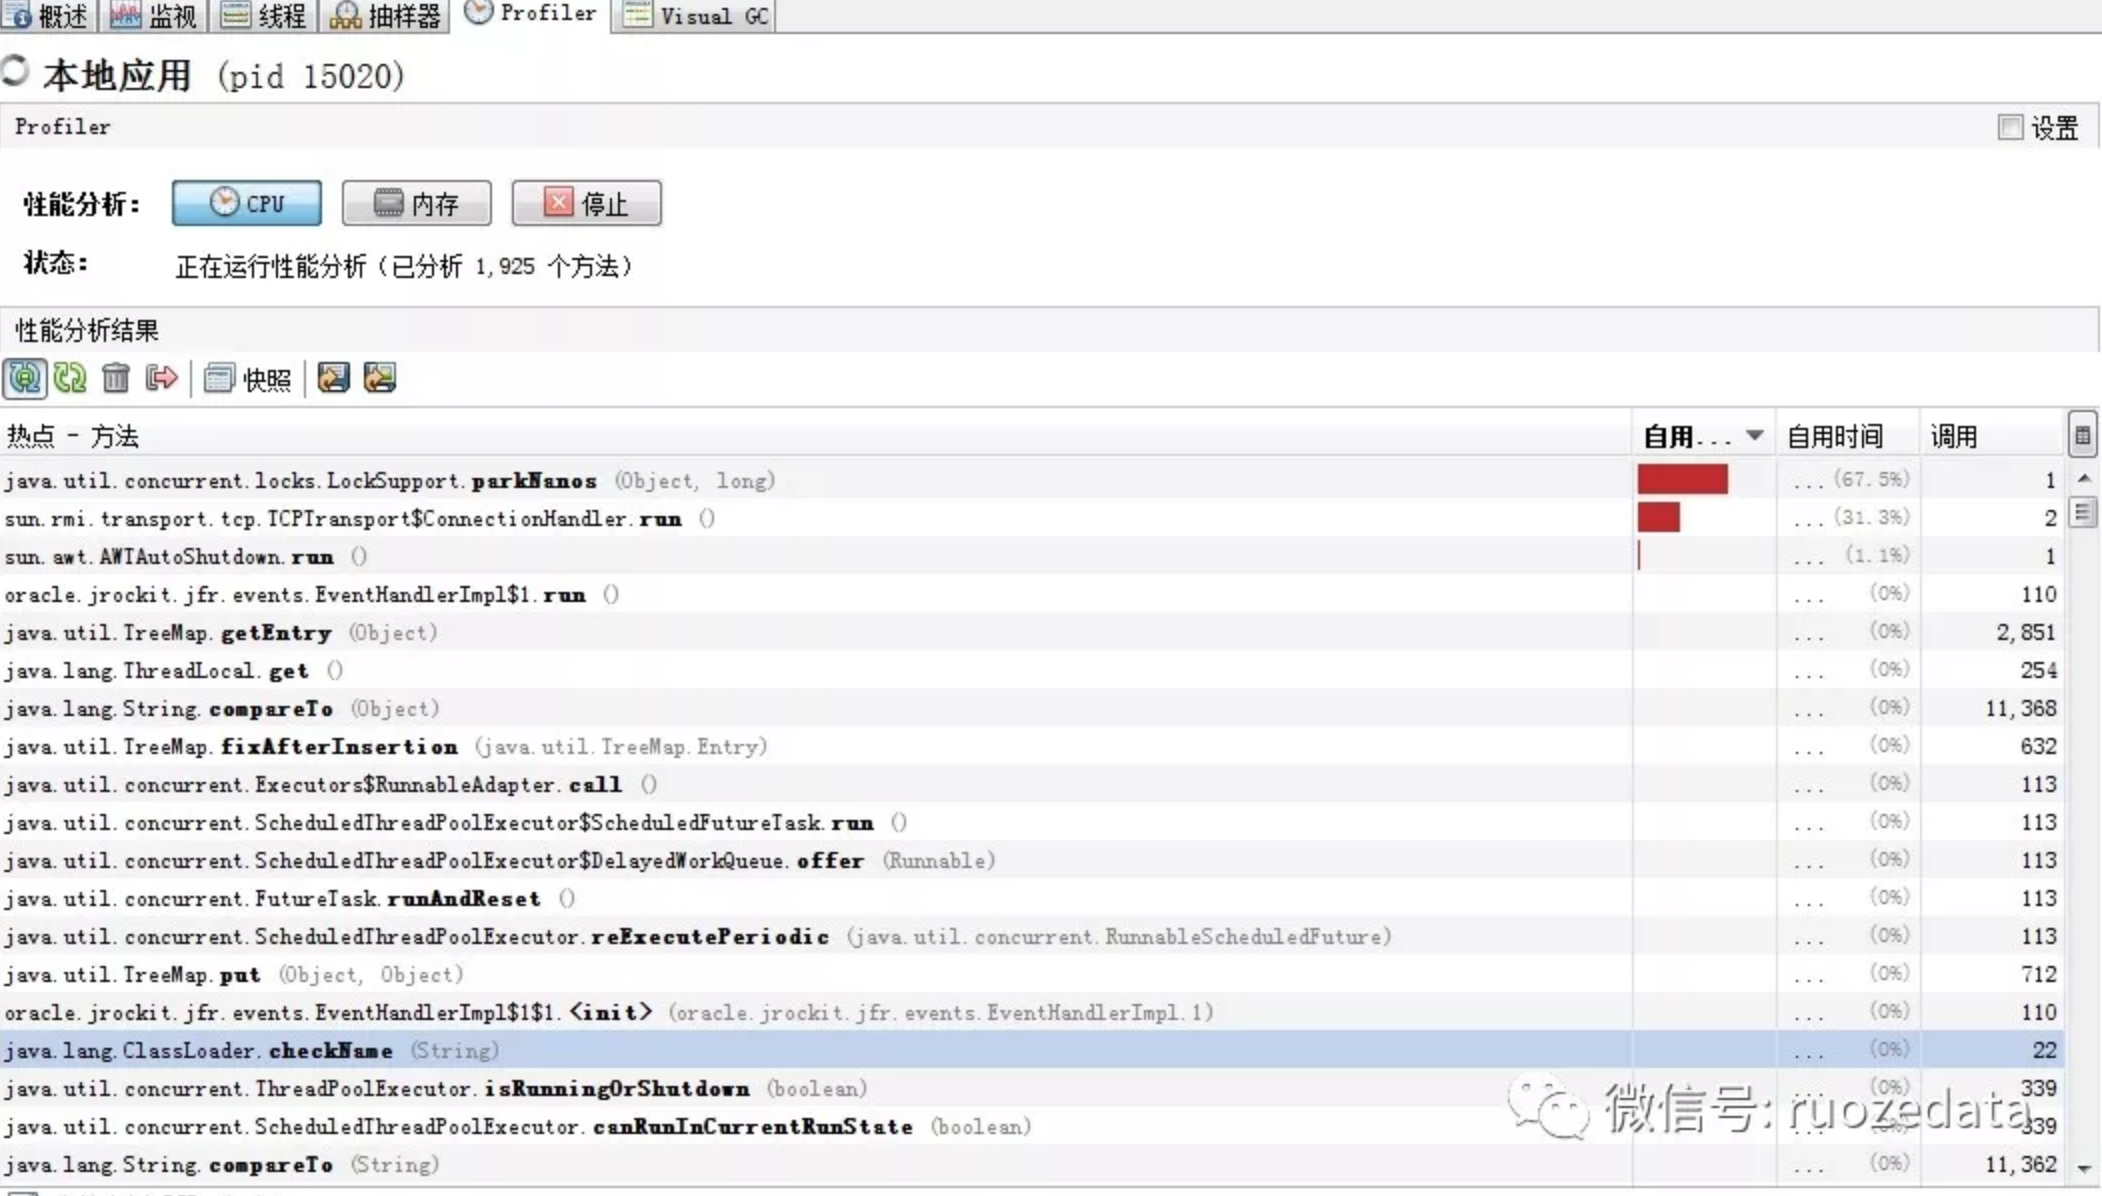 概述 监视 线程 抽样器 Profiler Visual GC
本地应用 (pid 15020)
Profiler 设置
性能分析: CPU 内存 停止
状态: 正在运行性能分析 (已分析 1,925 个方法)
性能分析结果
快照
热点 - 方法 自用... 自用时间 调用
java.util.concurrent.locks.LockSupport.parkNanos (Object, long) ... (67.5%) 1
sun.rmi.transport.tcp.TCPTransport$ConnectionHandler.run () ... (31.3%) 2
sun.awt.AWTAutoShutdown.run () ... (1.1%) 1
oracle.jrockit.jfr.events.EventHandlerImpl$1.run () ... (0%) 110
java.util.TreeMap.getEntry (Object) ... (0%) 2,851
java.lang.ThreadLocal.get () ... (0%) 254
java.lang.String.compareTo (Object) ... (0%) 11,368
java.util.TreeMap.fixAfterInsertion (java.util.TreeMap.Entry) ... (0%) 632
java.util.concurrent.Executors$RunnableAdapter.call () ... (0%) 113
java.util.concurrent.ScheduledThreadPoolExecutor$ScheduledFutureTask.run () ... (0%) 113
java.util.concurrent.ScheduledThreadPoolExecutor$DelayedWorkQueue.offer (Runnable) ... (0%) 113
java.util.concurrent.FutureTask.runAndReset () ... (0%) 113
java.util.concurrent.ScheduledThreadPoolExecutor.reExecutePeriodic (java.util.concurrent.RunnableScheduledFuture) ... (0%) 113
java.util.TreeMap.put (Object, Object) ... (0%) 712
oracle.jrockit.jfr.events.EventHandlerImpl$1$1.<init> (oracle.jrockit.jfr.events.EventHandlerImpl.1) ... (0%) 110
java.lang.ClassLoader.checkName (String) ... (0%) 22
java.util.concurrent.ThreadPoolExecutor.isRunningOrShutdown (boolean) ... (0%) 339
微信号: ruozedata
java.util.concurrent.ScheduledThreadPoolExecutor.canRunInCurrentRunState (boolean) ... (0%) 339
java.lang.String.compareTo (String) ... (0%) 11,362